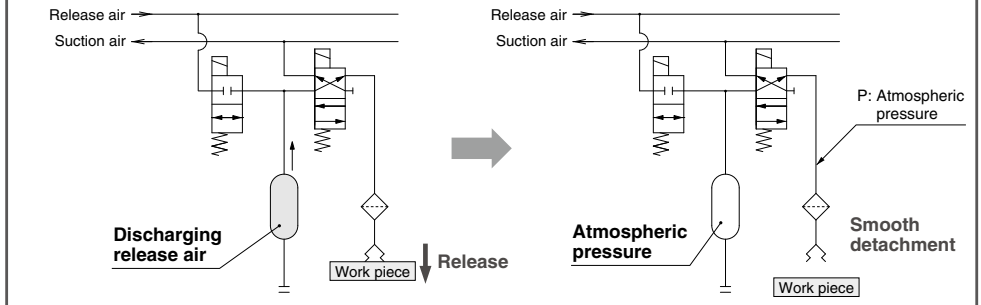 Release air
Suction air
Discharging
release air
Work piece
Release
Release air
Suction air
P: Atmospheric
pressure
Atmospheric
pressure
Smooth
detachment
Work piece